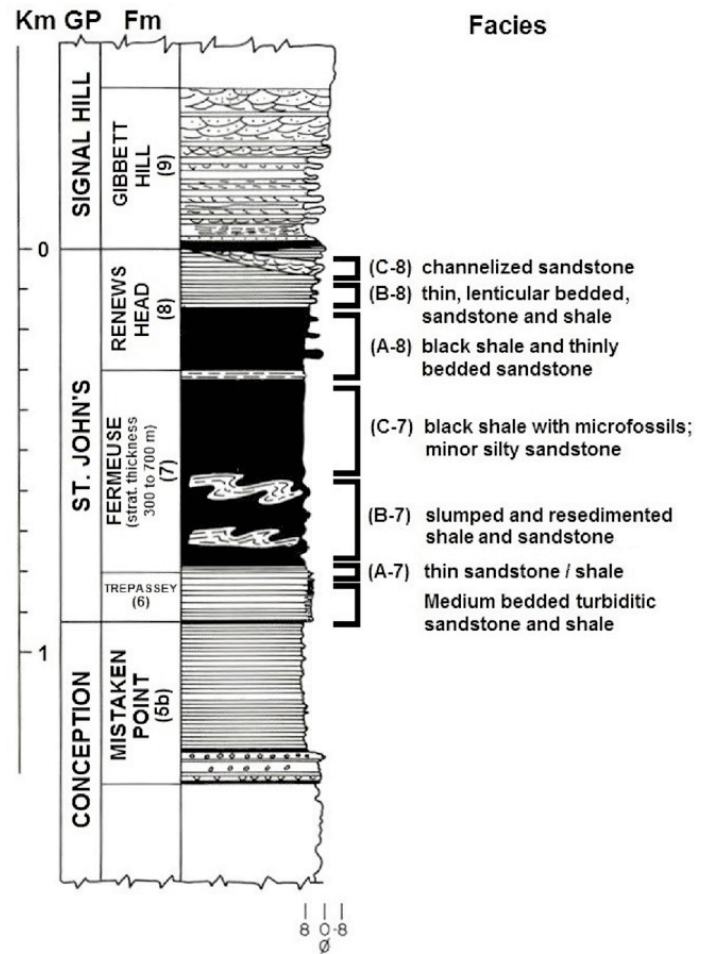 Km GP Fm
Facies
SIGNAL HILL
GIBBETT
HILL
(9)
0
ST. JOHN'S
RENEWS
HEAD
(8)
(C-8) channelized sandstone
(B-8) thin, lenticular bedded,
sandstone and shale
(A-8) black shale and thinly
bedded sandstone
FERMEUSE
(strat. thickness
300 to 700 m)
(7)
(C-7) black shale with microfossils;
minor silty sandstone
(B-7) slumped and resedimented
shale and sandstone
(A-7) thin sandstone / shale
TREPASSEY
(6)
Medium bedded turbiditic
sandstone and shale
1
CONCEPTION
MISTAKEN
POINT
(5b)
8 0 -8
Ø